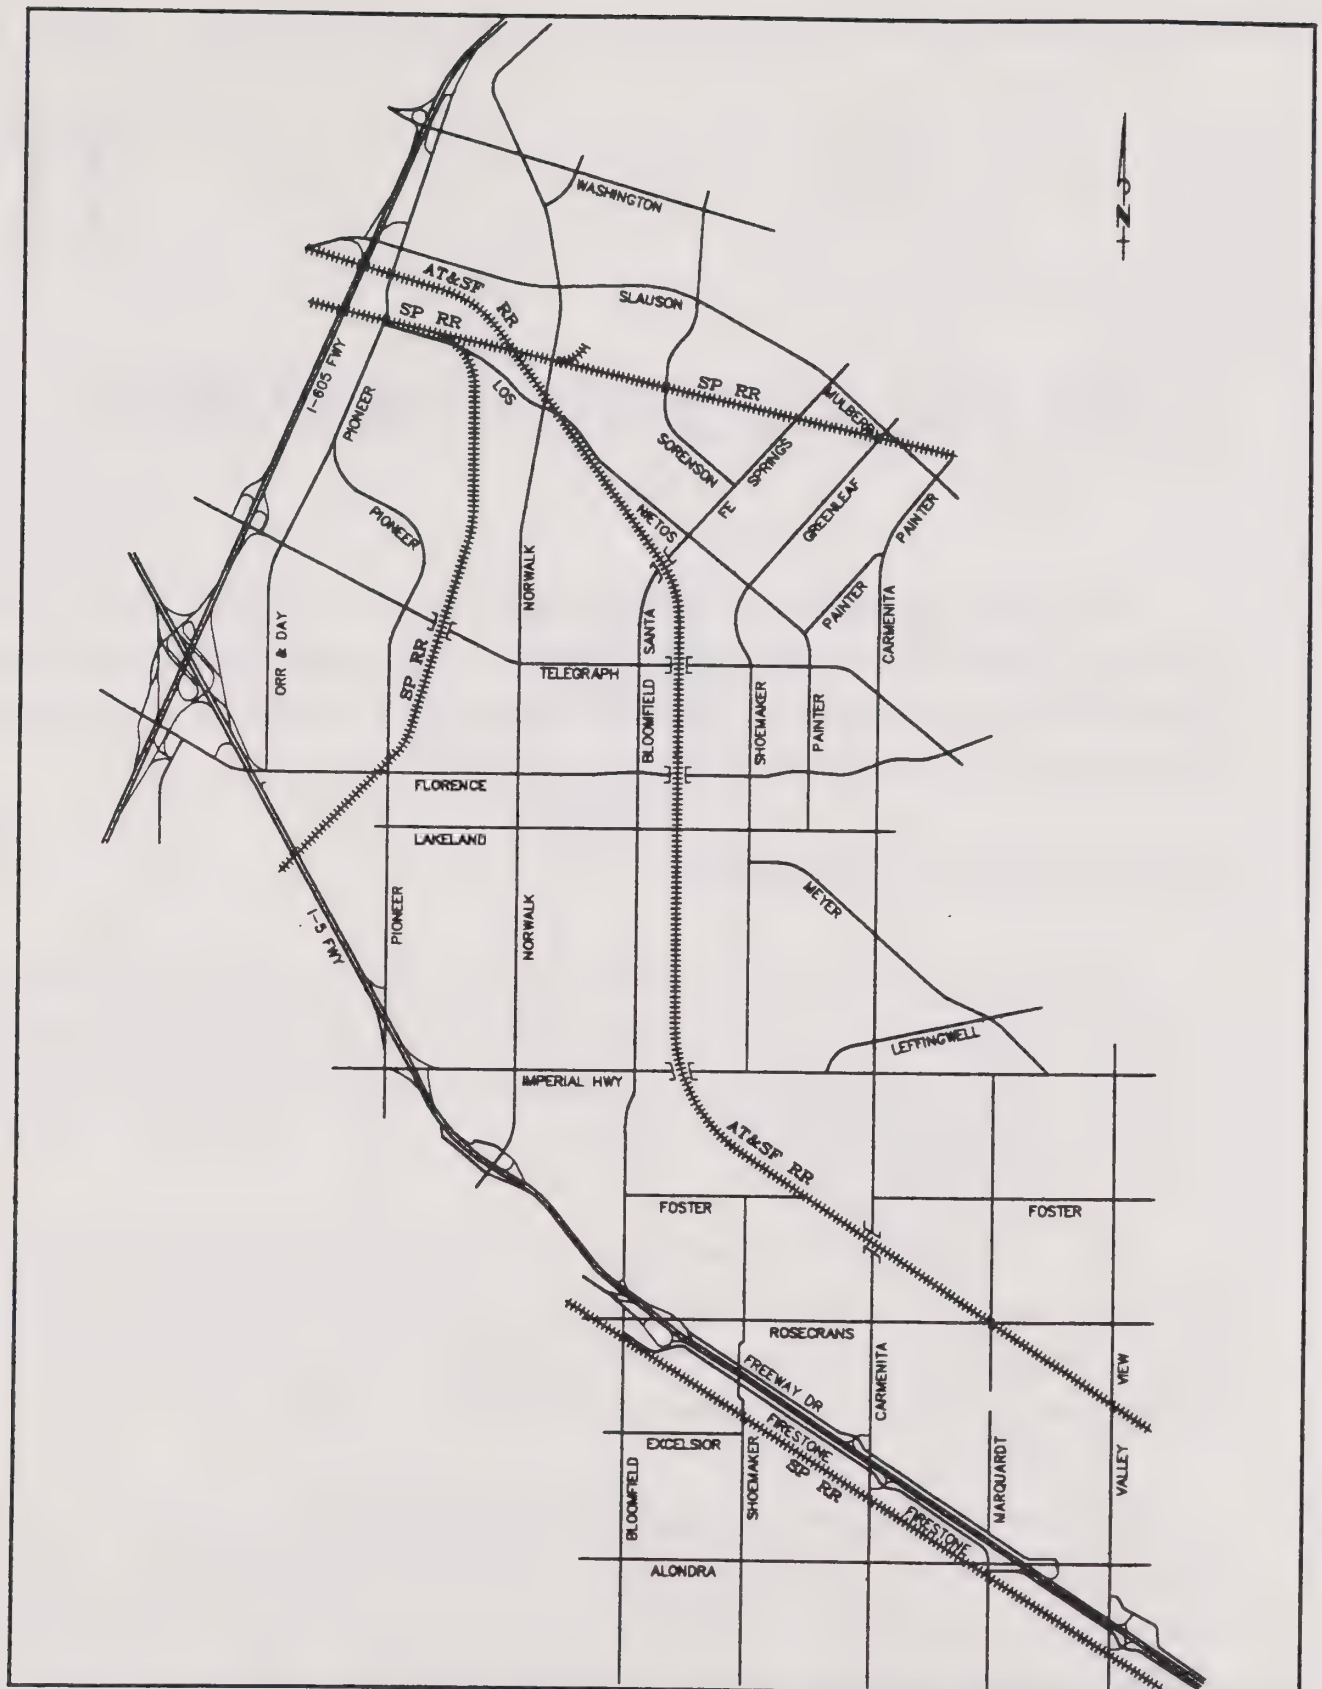 WASHINGTON
N
AT&SF RR
SLAUSON
SP RR
I-605 FWY
PIONEER
LOS
SP RR
MULBERRY
SORENSON
SPRINGS
FE
GREENLEAF
PAINTER
PIONEER
NIETOS
NORWALK
PAINTER
CARMENITA
SANTA
ORR & DAY
SP RR
TELEGRAPH
BLOOMFIELD
SHOEMAKER
PAINTER
FLORENCE
LAKELAND
MEYER
PIONEER
NORWALK
I-5 FWY
LEFFINGWELL
IMPERIAL HWY
AT&SF RR
FOSTER
FOSTER
ROSECRANS
FREEWAY DR
CARMENITA
VIEW
FIRESTONE
EXCELSIOR
SP RR
BLOOMFIELD
SHOEMAKER
MARQUARDT
VALLEY
FIRESTONE
ALONDRA